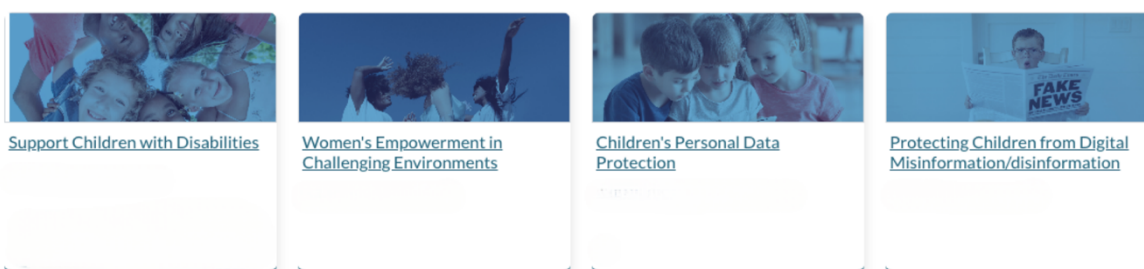 FAKE
NEWS
Support Children with Disabilities
Women's Empowerment in
Challenging Environments
Children's Personal Data
Protection
Protecting Children from Digital
Misinformation/disinformation